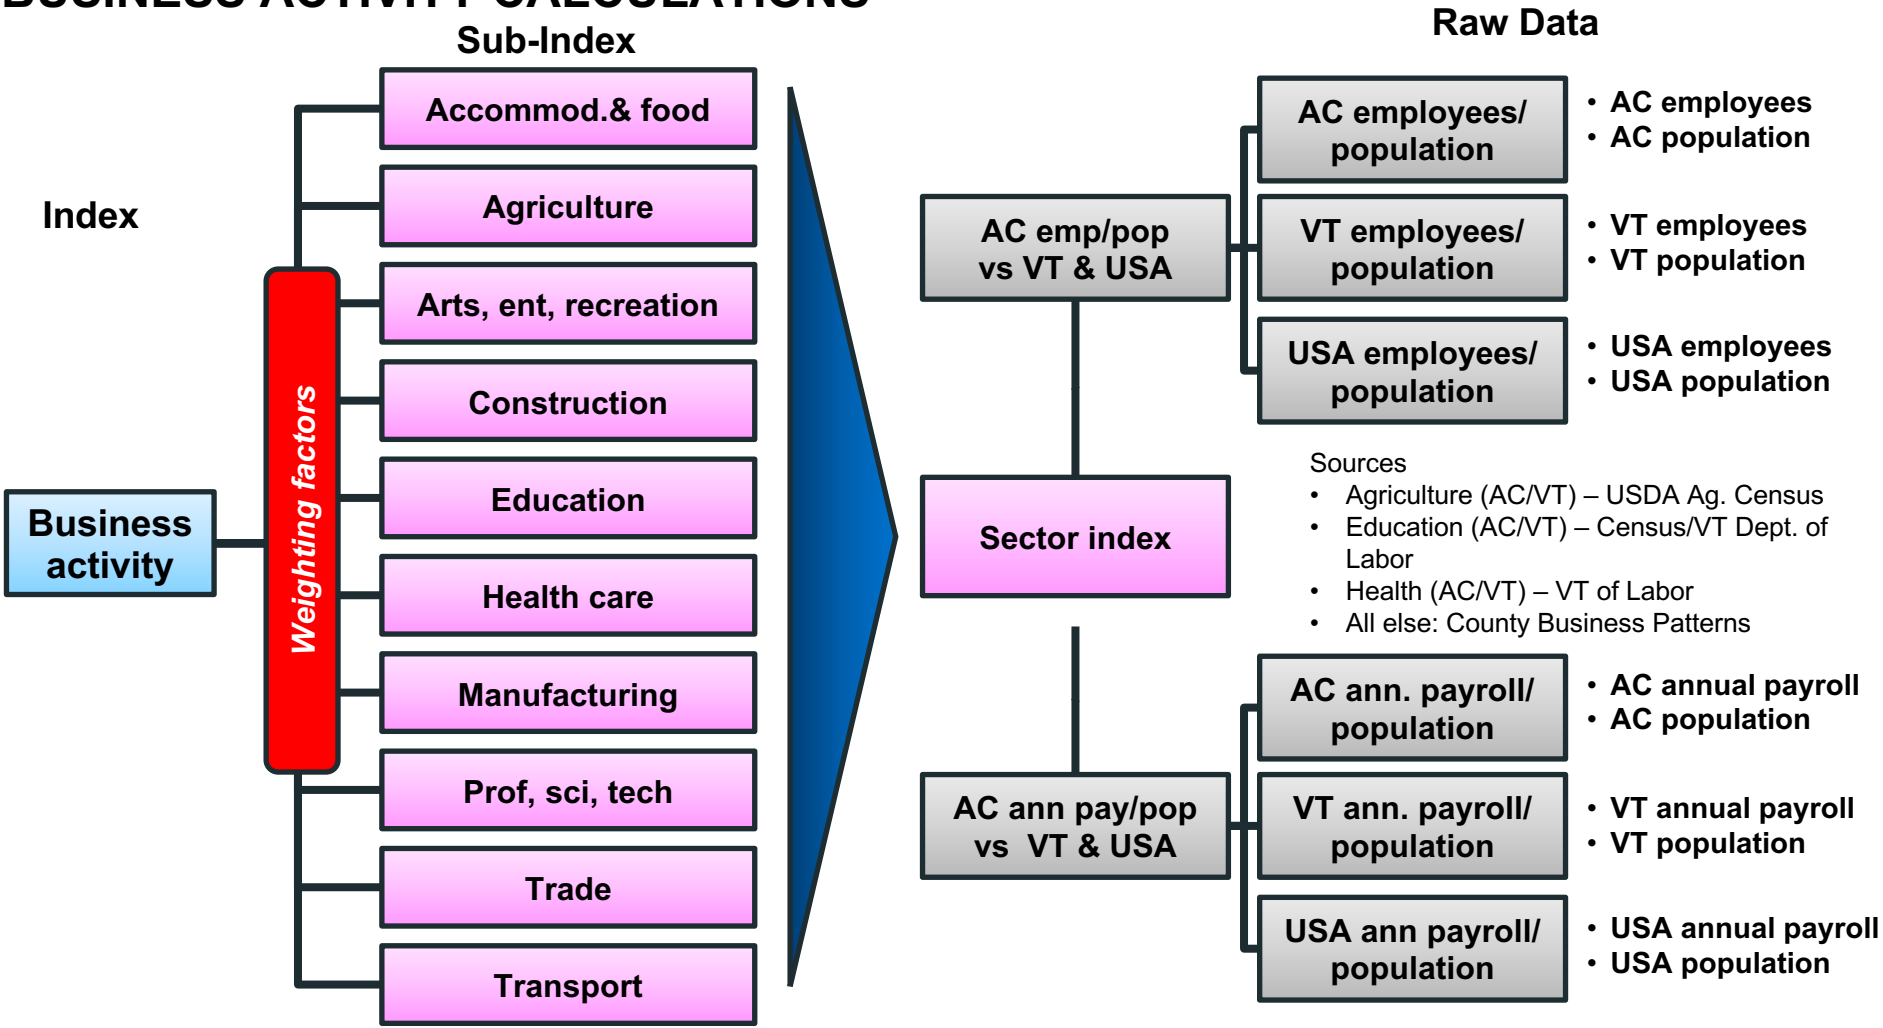 BUSINESS ACTIVITY CALCULATIONS
Sub-Index
Raw Data
Index
Business
activity
Weighting factors
Accommod.& food
Agriculture
Arts, ent, recreation
Construction
Education
Health care
Manufacturing
Prof, sci, tech
Trade
Transport
AC emp/pop
vs VT & USA
Sector index
AC ann pay/pop
vs VT & USA
AC employees/
population
• AC employees
• AC population
VT employees/
population
• VT employees
• VT population
USA employees/
population
• USA employees
• USA population
Sources
• Agriculture (AC/VT) – USDA Ag. Census
• Education (AC/VT) – Census/VT Dept. of
Labor
• Health (AC/VT) – VT of Labor
• All else: County Business Patterns
AC ann. payroll/
population
• AC annual payroll
• AC population
VT ann. payroll/
population
• VT annual payroll
• VT population
USA ann payroll/
population
• USA annual payroll
• USA population